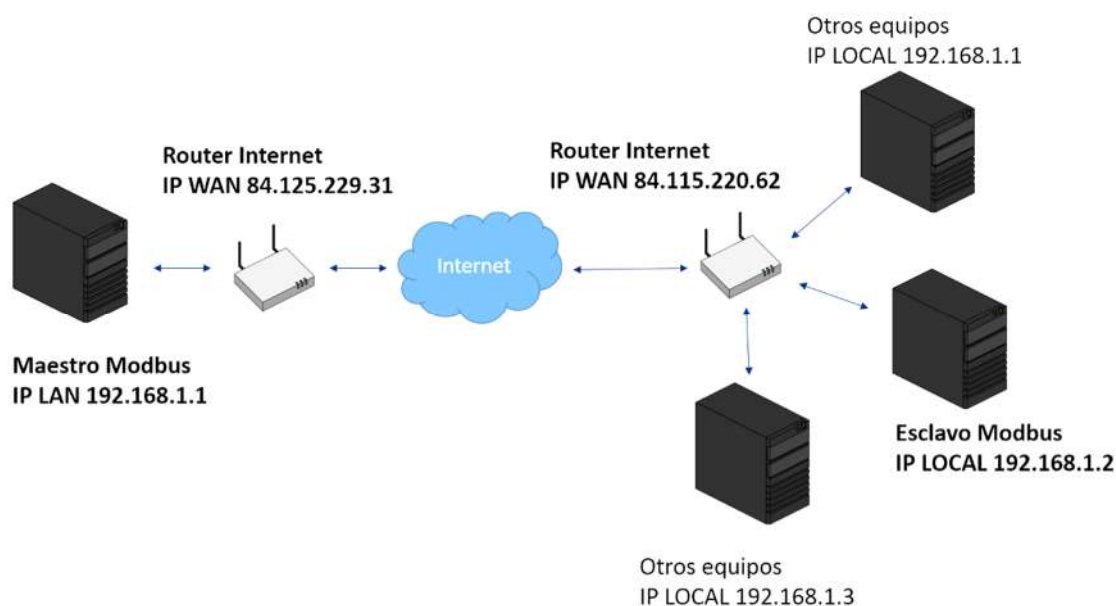 Otros equipos
IP LOCAL 192.168.1.1
Router Internet
IP WAN 84.125.229.31
Router Internet
IP WAN 84.115.220.62
Internet
Maestro Modbus
IP LAN 192.168.1.1
Esclavo Modbus
IP LOCAL 192.168.1.2
Otros equipos
IP LOCAL 192.168.1.3